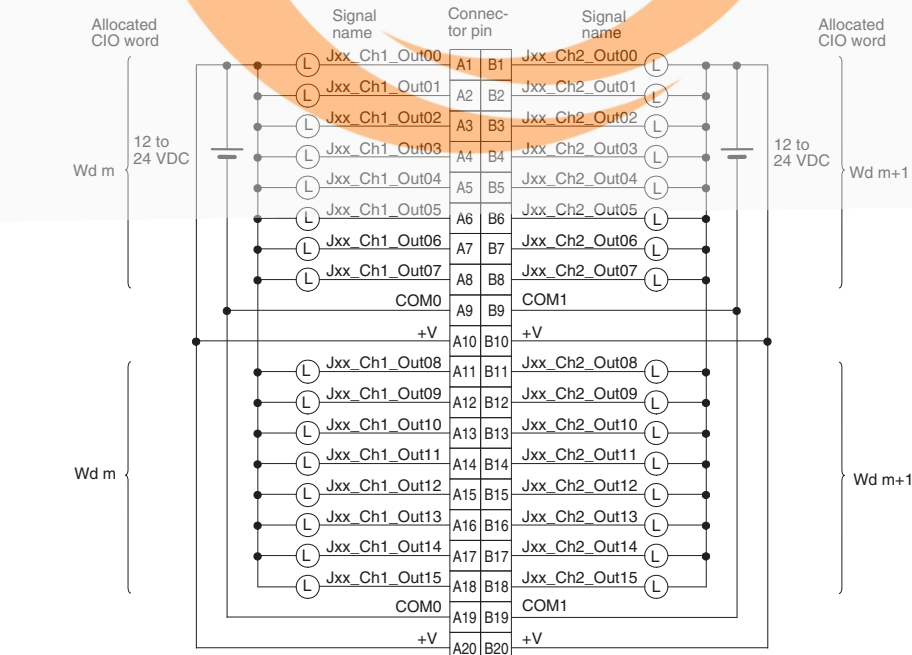 Allocated
CIO word
Signal
name
Connec-
tor pin
Signal
name
Allocated
CIO word
L Jxx_Ch1_Out00 A1 B1 Jxx_Ch2_Out00 L
L Jxx_Ch1_Out01 A2 B2 Jxx_Ch2_Out01 L
L Jxx_Ch1_Out02 A3 B3 Jxx_Ch2_Out02 L
12 to
24 VDC
12 to
24 VDC
L Jxx_Ch1_Out03 A4 B4 Jxx_Ch2_Out03 L
Wd m
Wd m+1
L Jxx_Ch1_Out04 A5 B5 Jxx_Ch2_Out04 L
L Jxx_Ch1_Out05 A6 B6 Jxx_Ch2_Out05 L
L Jxx_Ch1_Out06 A7 B7 Jxx_Ch2_Out06 L
L Jxx_Ch1_Out07 A8 B8 Jxx_Ch2_Out07 L
COM0 A9 B9 COM1
+V A10 B10 +V
L Jxx_Ch1_Out08 A11 B11 Jxx_Ch2_Out08 L
L Jxx_Ch1_Out09 A12 B12 Jxx_Ch2_Out09 L
L Jxx_Ch1_Out10 A13 B13 Jxx_Ch2_Out10 L
L Jxx_Ch1_Out11 A14 B14 Jxx_Ch2_Out11 L
Wd m
Wd m+1
L Jxx_Ch1_Out12 A15 B15 Jxx_Ch2_Out12 L
L Jxx_Ch1_Out13 A16 B16 Jxx_Ch2_Out13 L
L Jxx_Ch1_Out14 A17 B17 Jxx_Ch2_Out14 L
L Jxx_Ch1_Out15 A18 B18 Jxx_Ch2_Out15 L
COM0 A19 B19 COM1
+V A20 B20 +V